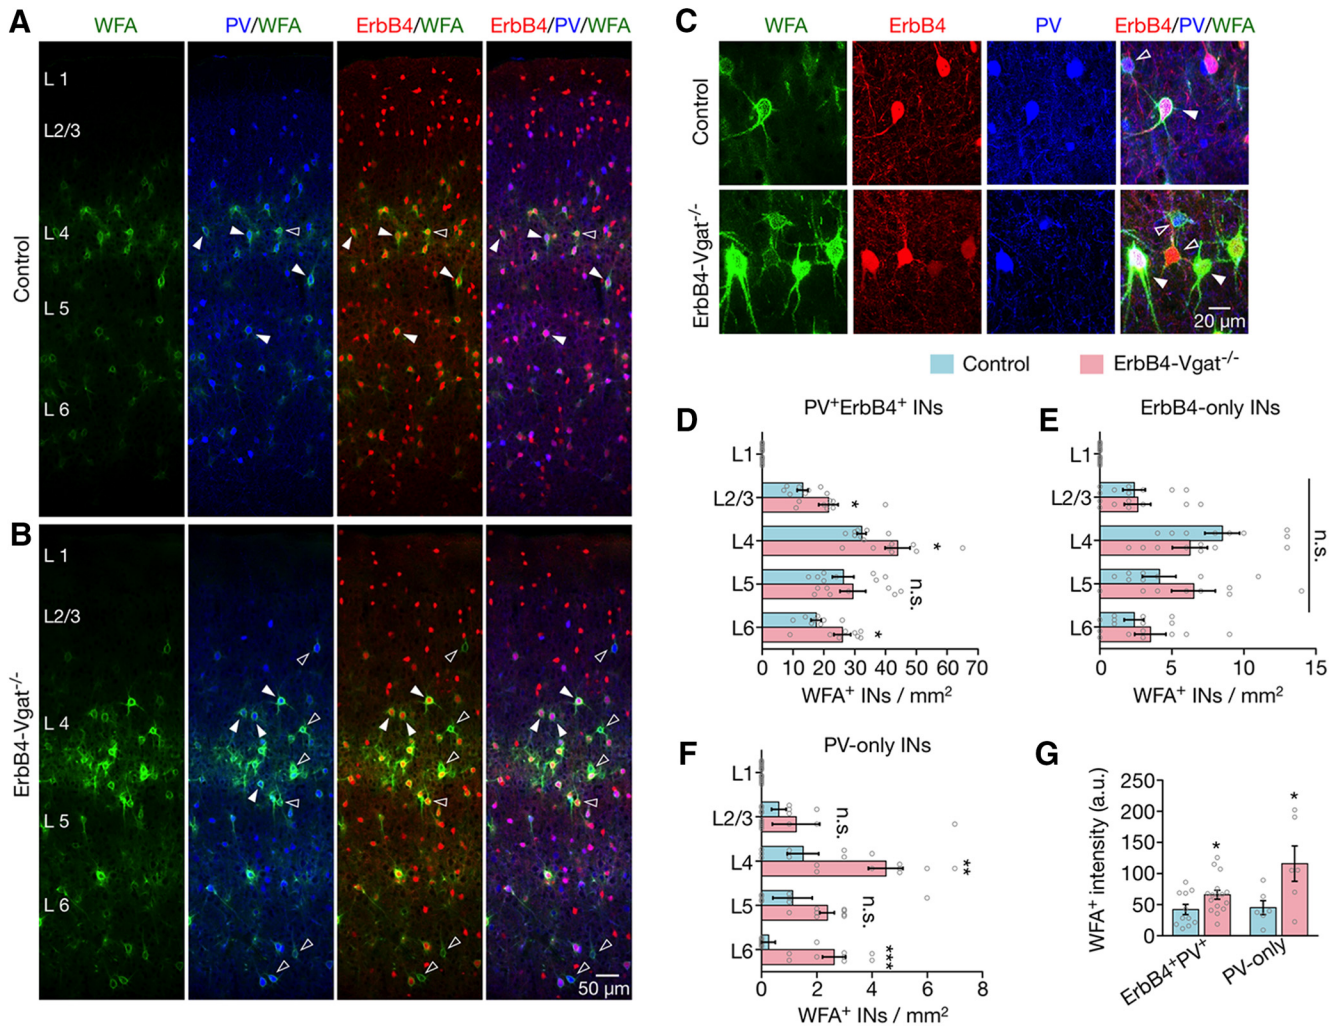 A
WFA
PV/WFA
ErbB4/WFA
ErbB4/PV/WFA
Control
L 1
L2/3
L 4
L 5
L 6
B
ErbB4-Vgat-/-
L 1
L2/3
L 4
L 5
L 6
50 µm
C
WFA
ErbB4
PV
ErbB4/PV/WFA
Control
ErbB4-Vgat-/-
20 µm
Control
ErbB4-Vgat-/-
D
PV+ErbB4+ INs
L1
L2/3
*
L4
*
L5
n.s.
L6
*
0 10 20 30 40 50 60 70
WFA+ INs / mm²
E
ErbB4-only INs
L1
L2/3
L4
L5
L6
n.s.
0 5 10 15
WFA+ INs / mm²
F
PV-only INs
L1
L2/3
n.s.
L4
**
L5
n.s.
L6
***
0 2 4 6 8
WFA+ INs / mm²
G
WFA+ intensity (a.u.)
250
200
150
100
50
0
*
*
ErbB4+PV+
PV-only